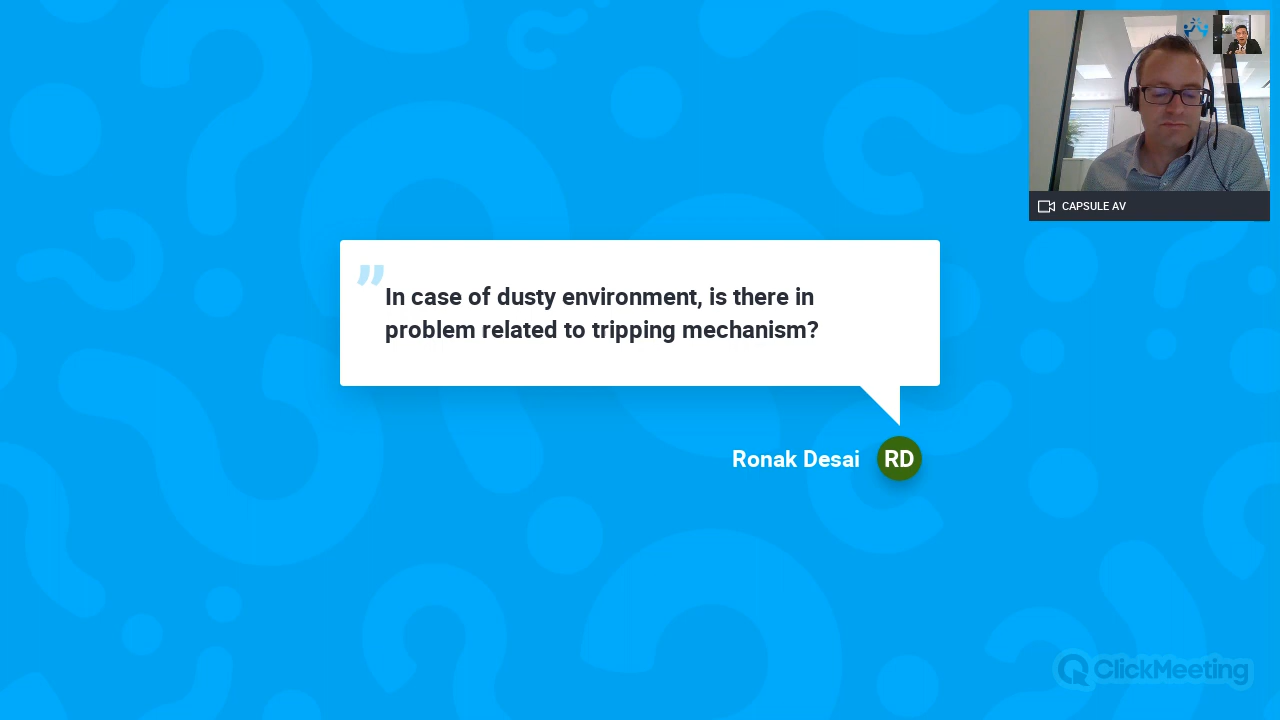 CAPSULE AV
" In case of dusty environment, is there in
problem related to tripping mechanism?
Ronak Desai RD
ClickMeeting